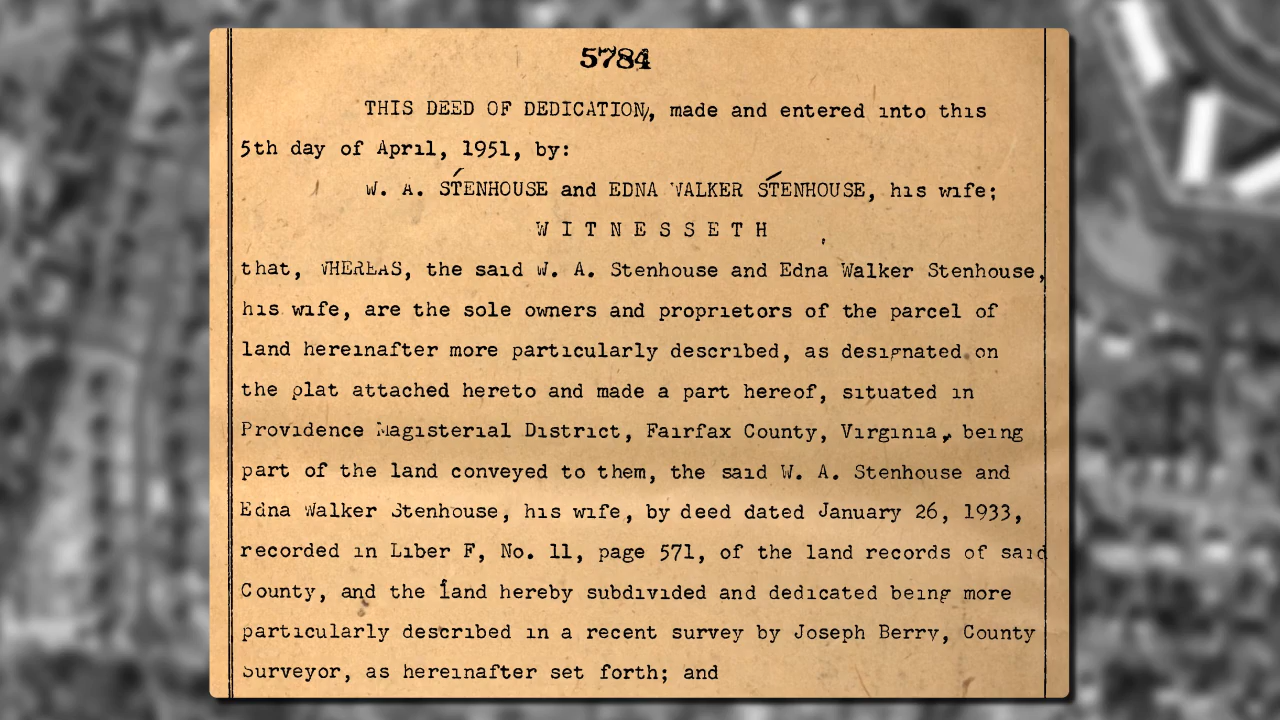 5784
THIS DEED OF DEDICATION, made and entered into this
5th day of April, 1951, by:
W. A. STENHOUSE and EDNA WALKER STENHOUSE, his wife;
W I T N E S S E T H
that, WHEREAS, the said W. A. Stenhouse and Edna Walker Stenhouse,
his wife, are the sole owners and proprietors of the parcel of
land hereinafter more particularly described, as designated on
the plat attached hereto and made a part hereof, situated in
Providence Magisterial District, Fairfax County, Virginia, being
part of the land conveyed to them, the said W. A. Stenhouse and
Edna Walker Stenhouse, his wife, by deed dated January 26, 1933,
recorded in Liber F, No. 11, page 571, of the land records of said
County, and the land hereby subdivided and dedicated being more
particularly described in a recent survey by Joseph Berry, County
Surveyor, as hereinafter set forth; and